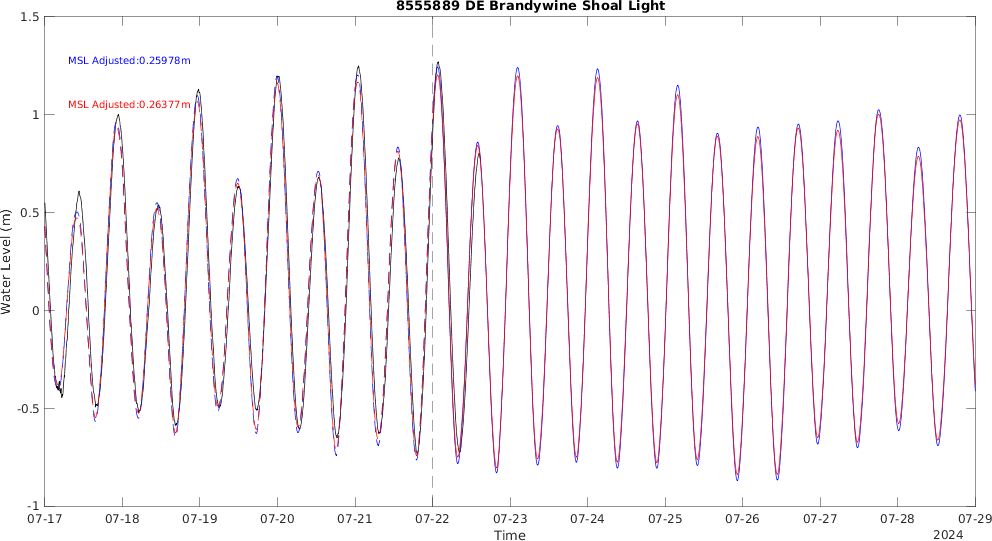 8555889 DE Brandywine Shoal Light
1.5
MSL Adjusted:0.25978m
MSL Adjusted:0.26377m
1
0.5
Water Level (m)
0
-0.5
-1
07-17 07-18 07-19 07-20 07-21 07-22 07-23 07-24 07-25 07-26 07-27 07-28 07-29
Time
2024